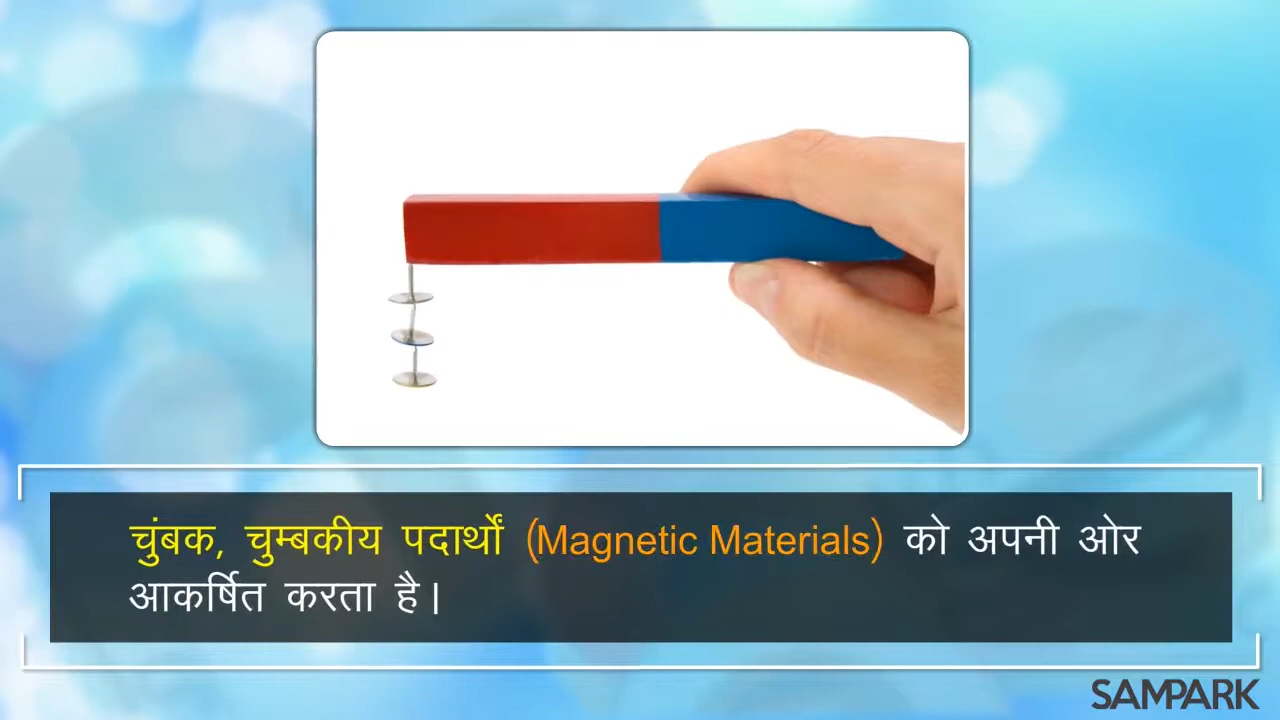 चुंबक, चुम्बकीय पदार्थों (Magnetic Materials) को अपनी ओर
आकर्षित करता है।
SAMPARK